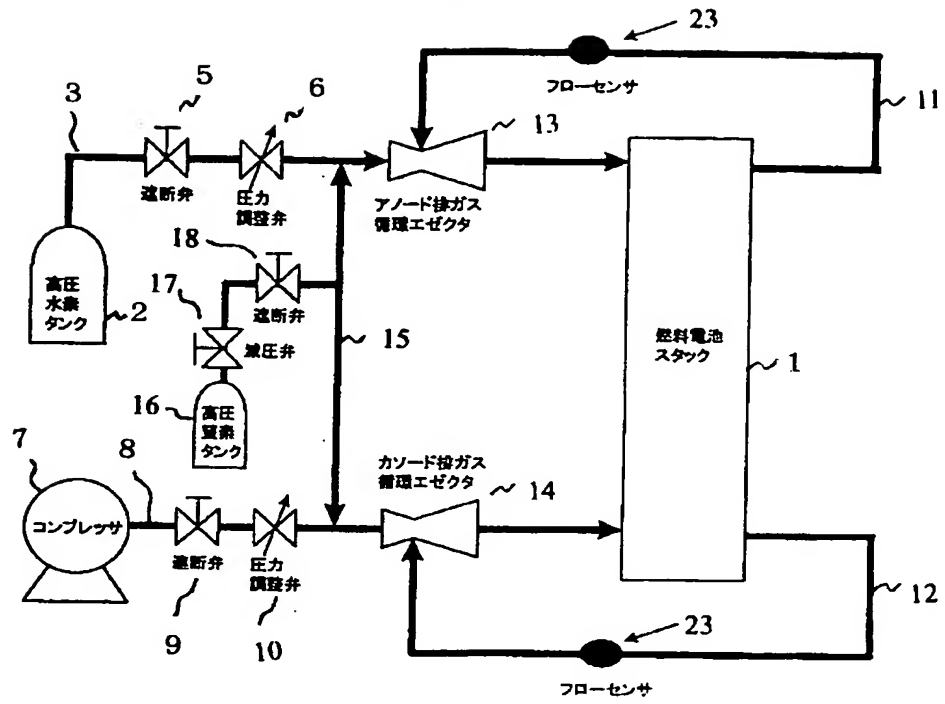 23
フローセンサ
11
3
5
6
13
遮断弁
圧力
調整弁
アノード排ガス
循環エゼクタ
18
遮断弁
高圧
水素
タンク
2
17
減圧弁
15
燃料電池
スタック
1
16
高圧
窒素
タンク
7
8
コンプレッサ
カソード排ガス
循環エゼクタ
14
遮断弁
圧力
調整弁
9
10
12
23
フローセンサ